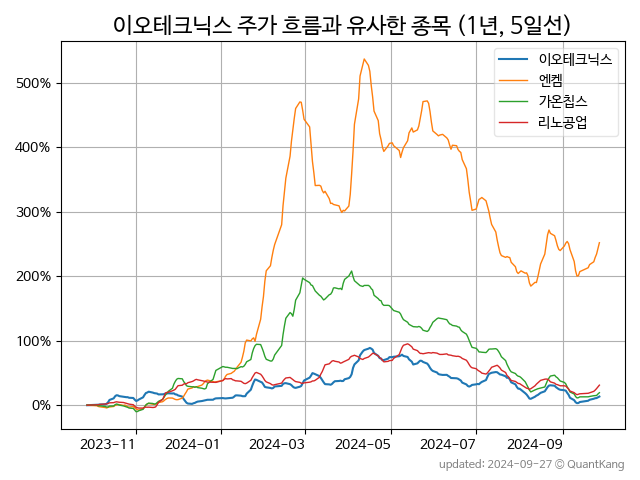 이오테크닉스 주가 흐름과 유사한 종목 (1년, 5일선)
이오테크닉스
엔켐
가온칩스
리노공업
500%
400%
300%
200%
100%
0%
2023-11 2024-01 2024-03 2024-05 2024-07 2024-09
updated: 2024-09-27 © QuantKang